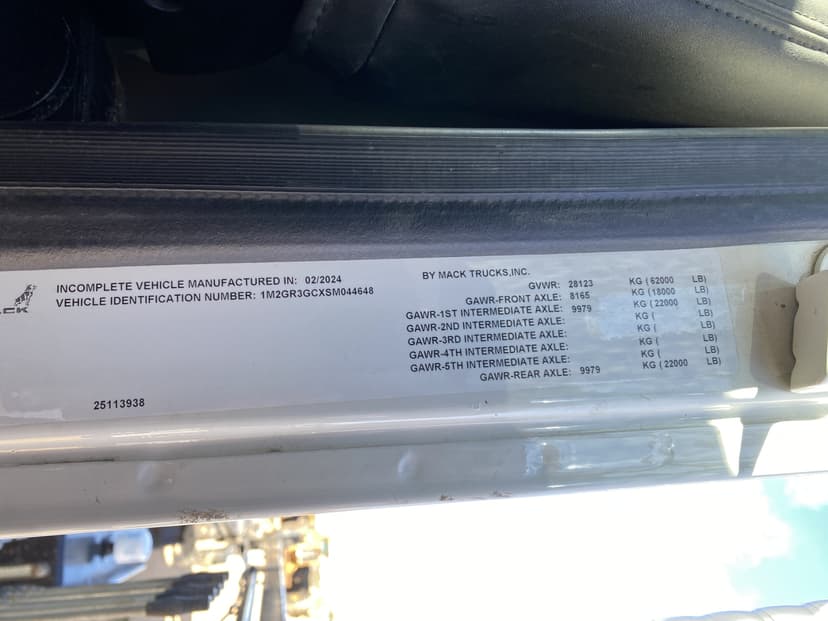 ACK
INCOMPLETE VEHICLE MANUFACTURED IN: 02/2024 BY MACK TRUCKS,INC.
VEHICLE IDENTIFICATION NUMBER: 1M2GR3GCXSM044648
GVWR: 28123 KG ( 62000 LB)
GAWR-FRONT AXLE: 8165 KG ( 18000 LB)
GAWR-1ST INTERMEDIATE AXLE: 9979 KG ( 22000 LB)
GAWR-2ND INTERMEDIATE AXLE: KG ( LB)
GAWR-3RD INTERMEDIATE AXLE: KG ( LB)
GAWR-4TH INTERMEDIATE AXLE: KG ( LB)
GAWR-5TH INTERMEDIATE AXLE: KG ( LB)
GAWR-REAR AXLE: 9979 KG ( 22000 LB)
25113938